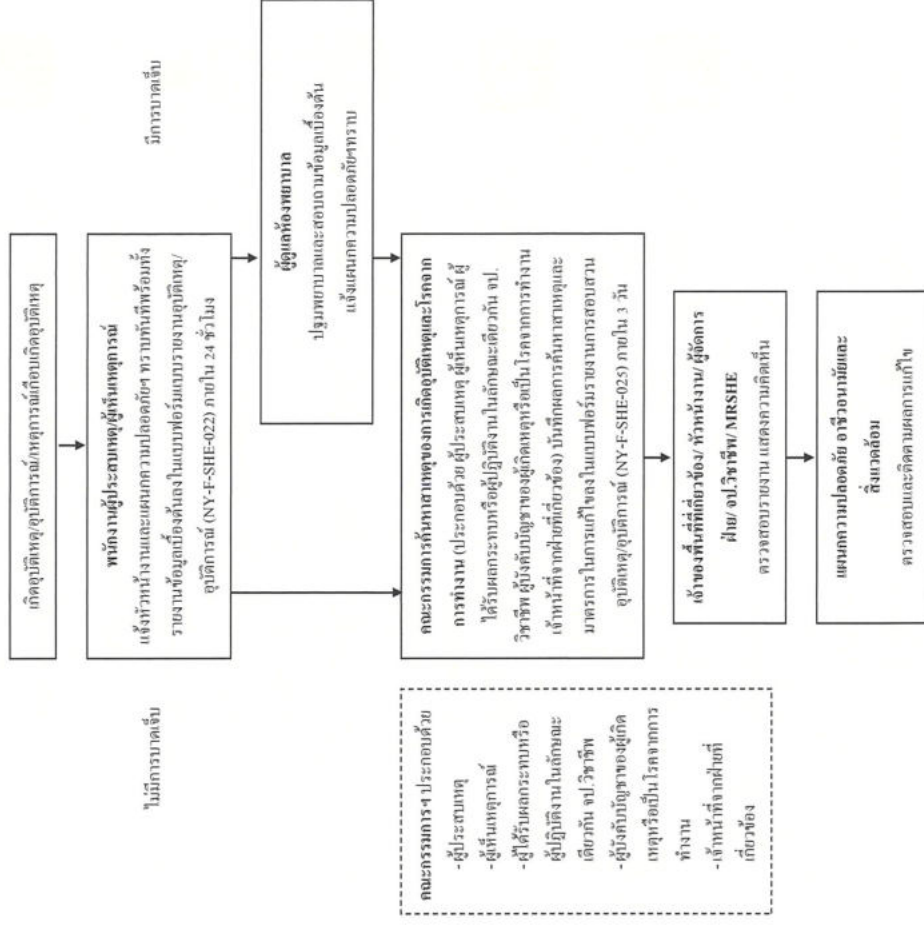 เกิดอุบัติเหตุ/อุบัติการณ์/เหตุการณ์เกือบเกิดอุบัติเหตุ
ไม่มีการบาดเจ็บ
มีการบาดเจ็บ
พนักงานผู้ประสบเหตุ/ผู้เห็นเหตุการณ์
แจ้งหัวหน้างานและแผนกความปลอดภัยฯ ทราบทันทีพร้อมทั้ง
รายงานข้อมูลเบื้องต้นลงในแบบฟอร์มแบบรายงานอุบัติเหตุ/
อุบัติการณ์ (NY-F-SHE-022) ภายใน 24 ชั่วโมง
ผู้ดูแลห้องพยาบาล
ปฐมพยาบาลและสอบถามข้อมูลเบื้องต้น
แจ้งแผนกความปลอดภัยฯทราบ
คณะกรรมการฯ ประกอบด้วย
-ผู้ประสบเหตุ
-ผู้เห็นเหตุการณ์
-ผู้ได้รับผลกระทบหรือ
ผู้ปฏิบัติงานในลักษณะ
เดียวกัน จป.วิชาชีพ
-ผู้บังคับบัญชาของผู้เกิด
เหตุหรือเป็นโรคจากการ
ทำงาน
-เจ้าหน้าที่จากฝ่ายที่
เกี่ยวข้อง
คณะกรรมการค้นหาสาเหตุของการเกิดอุบัติเหตุและโรคจาก
การทำงาน (ประกอบด้วย ผู้ประสบเหตุ ผู้เห็นเหตุการณ์ ผู้
ได้รับผลกระทบหรือผู้ปฏิบัติงานในลักษณะเดียวกัน จป.
วิชาชีพ ผู้บังคับบัญชาของผู้เกิดเหตุหรือเป็นโรคจากการทำงาน
เจ้าหน้าที่จากฝ่ายที่เกี่ยวข้อง) บันทึกผลการค้นหาสาเหตุและ
มาตรการในการแก้ไขลงในแบบฟอร์มรายงานการสอบสวน
อุบัติเหตุ/อุบัติการณ์ (NY-F-SHE-025) ภายใน 3 วัน
เจ้าของพื้นที่ที่เกี่ยวข้อง/ หัวหน้างาน/ ผู้จัดการ
ฝ่าย/ จป.วิชาชีพ/ MRSHE
ตรวจสอบรายงาน แสดงความคิดเห็น
แผนกความปลอดภัย อาชีวอนามัยและ
สิ่งแวดล้อม
ตรวจสอบและติดตามผลการแก้ไข